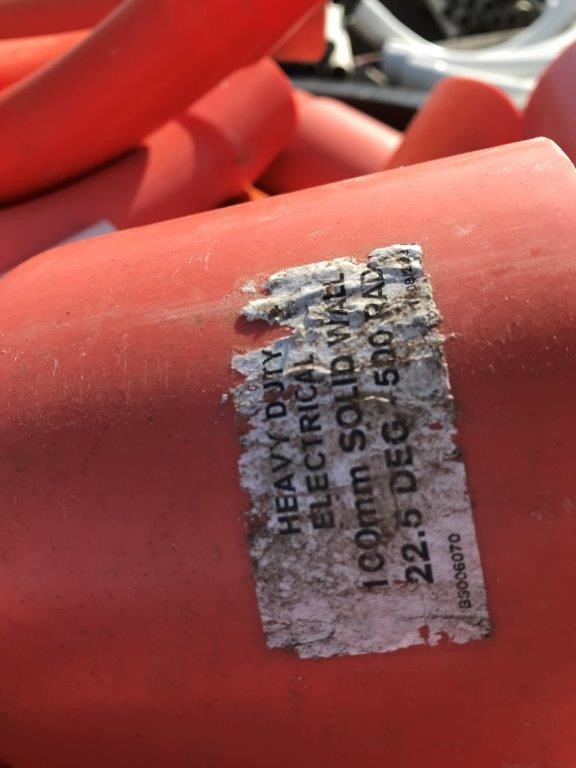 HEAVY DUTY
ELECTRICAL
100mm SOLID WALL
22.5 DEG /500 RAD
B3006070